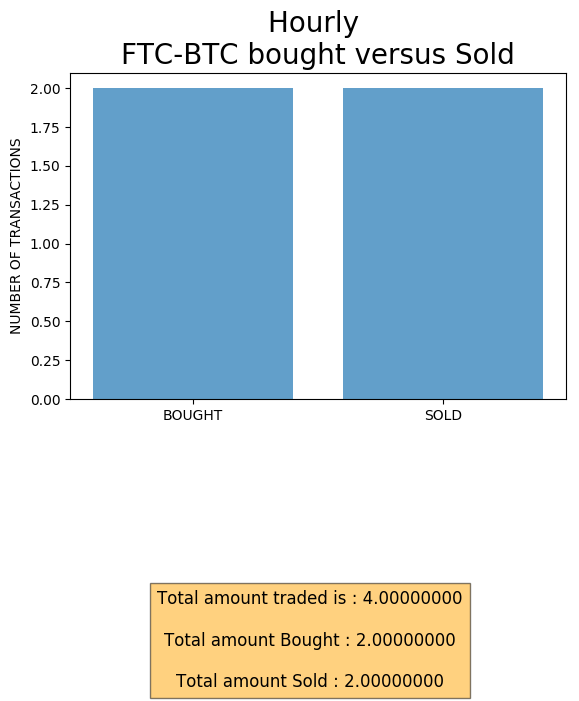 Hourly
FTC-BTC bought versus Sold
NUMBER OF TRANSACTIONS
2.00
1.75
1.50
1.25
1.00
0.75
0.50
0.25
0.00
BOUGHT
SOLD
Total amount traded is : 4.00000000
Total amount Bought : 2.00000000
Total amount Sold : 2.00000000